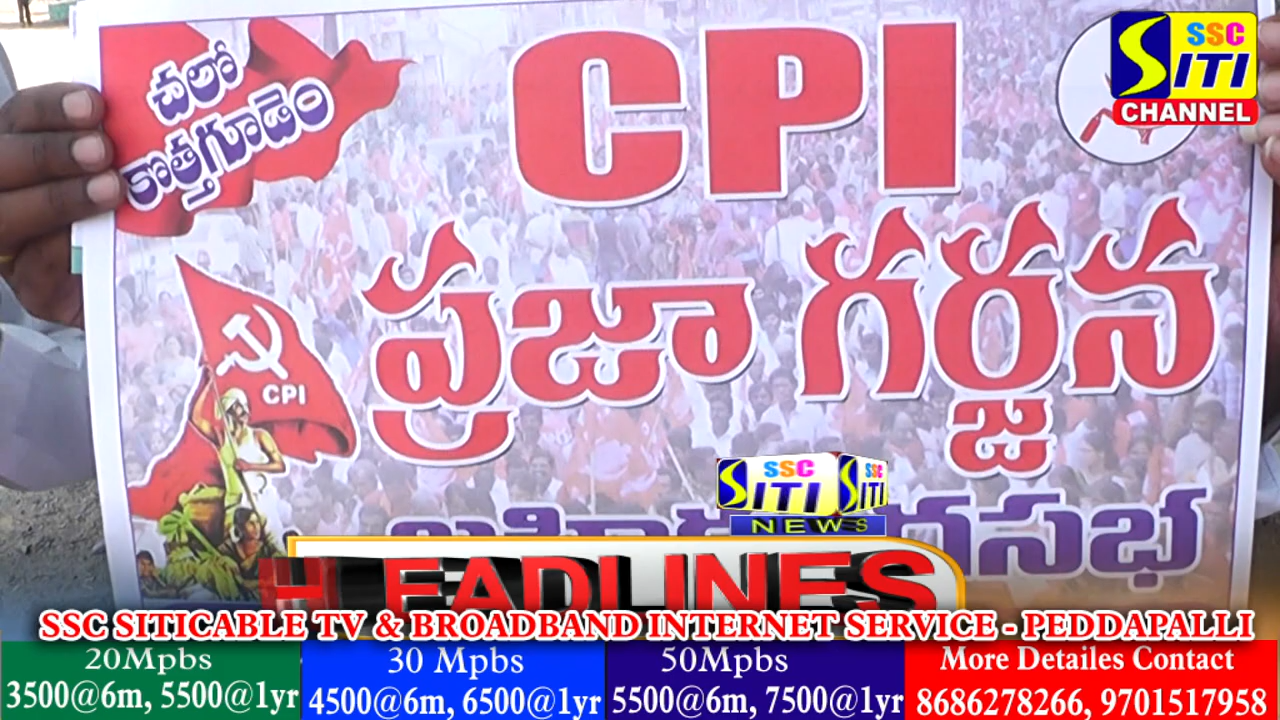 చలో
కొత్తగూడెం
CPI
SSC
SITI
CHANNEL
ప్రజా గర్జన
CPI
SSC SSC
SITI SITI
NEWS
HEADLINES
SSC SITICABLE TV & BROADBAND INTERNET SERVICE - PEDDAPALLI
20Mpbs
3500@6m, 5500@1yr
30 Mpbs
4500@6m, 6500@1yr
50Mpbs
5500@6m, 7500@1yr
More Detailes Contact
8686278266, 9701517958